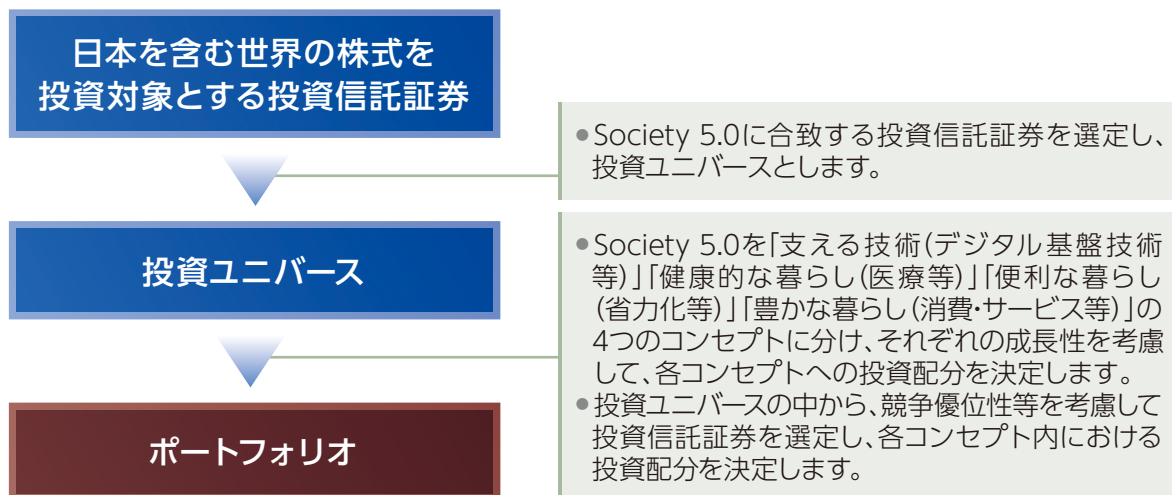 日本を含む世界の株式を
投資対象とする投資信託証券
●Society 5.0に合致する投資信託証券を選定し、
投資ユニバースとします。
投資ユニバース
●Society 5.0を「支える技術(デジタル基盤技術
等)」「健康的な暮らし(医療等)」「便利な暮らし
(省力化等)」「豊かな暮らし(消費・サービス等)」の
4つのコンセプトに分け、それぞれの成長性を考慮
して、各コンセプトへの投資配分を決定します。
●投資ユニバースの中から、競争優位性等を考慮して
投資信託証券を選定し、各コンセプト内における
投資配分を決定します。
ポートフォリオ